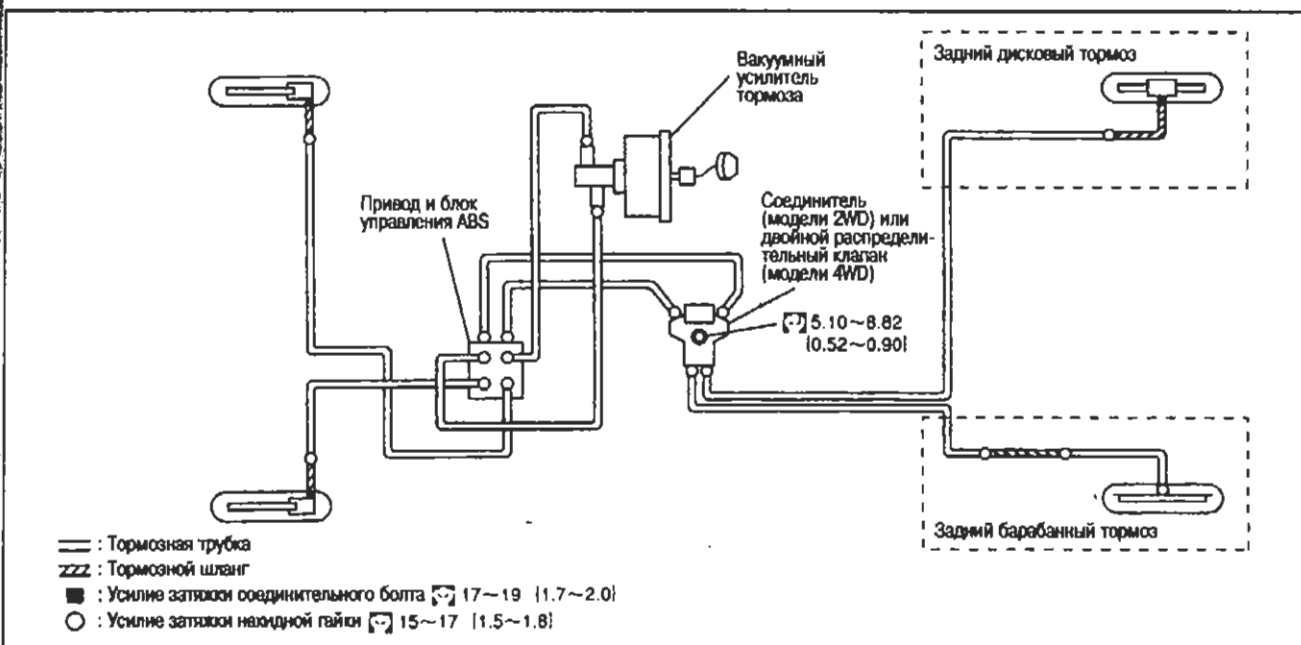 Задний дисковый тормоз
Вакуумный
усилитель
тормоза
Привод и блок
управления ABS
Соединитель
(модели 2WD) или
двойной распредели-
тельный клапан
(модели 4WD)
5.10~8.82
{0.52~0.90}
Задний барабанный тормоз
: Тормозная трубка
: Тормозной шланг
: Усилие затяжки соединительного болта 17~19 {1.7~2.0}
: Усилие затяжки накидной гайки 15~17 {1.5~1.8}